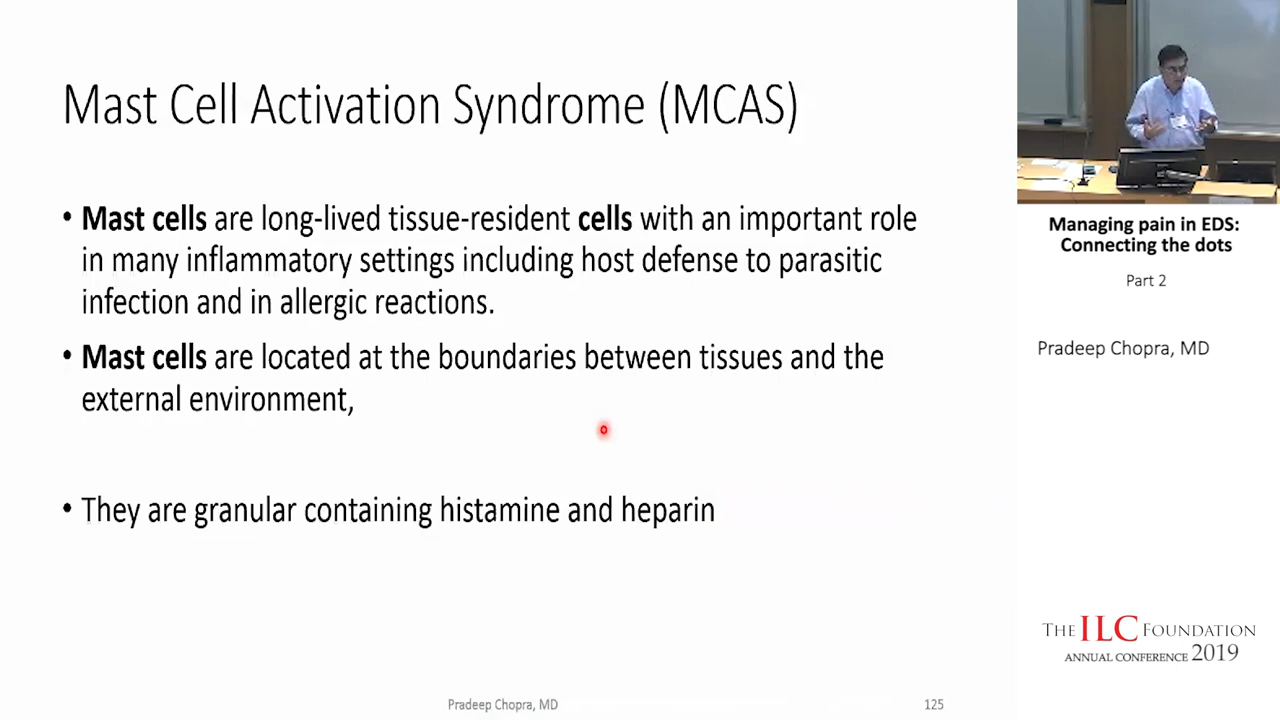 Mast Cell Activation Syndrome (MCAS)
• Mast cells are long-lived tissue-resident cells with an important role
in many inflammatory settings including host defense to parasitic
infection and in allergic reactions.
• Mast cells are located at the boundaries between tissues and the
external environment,
• They are granular containing histamine and heparin
Pradeep Chopra, MD
125
Managing pain in EDS:
Connecting the dots
Part 2
Pradeep Chopra, MD
THE ILC FOUNDATION
ANNUAL CONFERENCE 2019